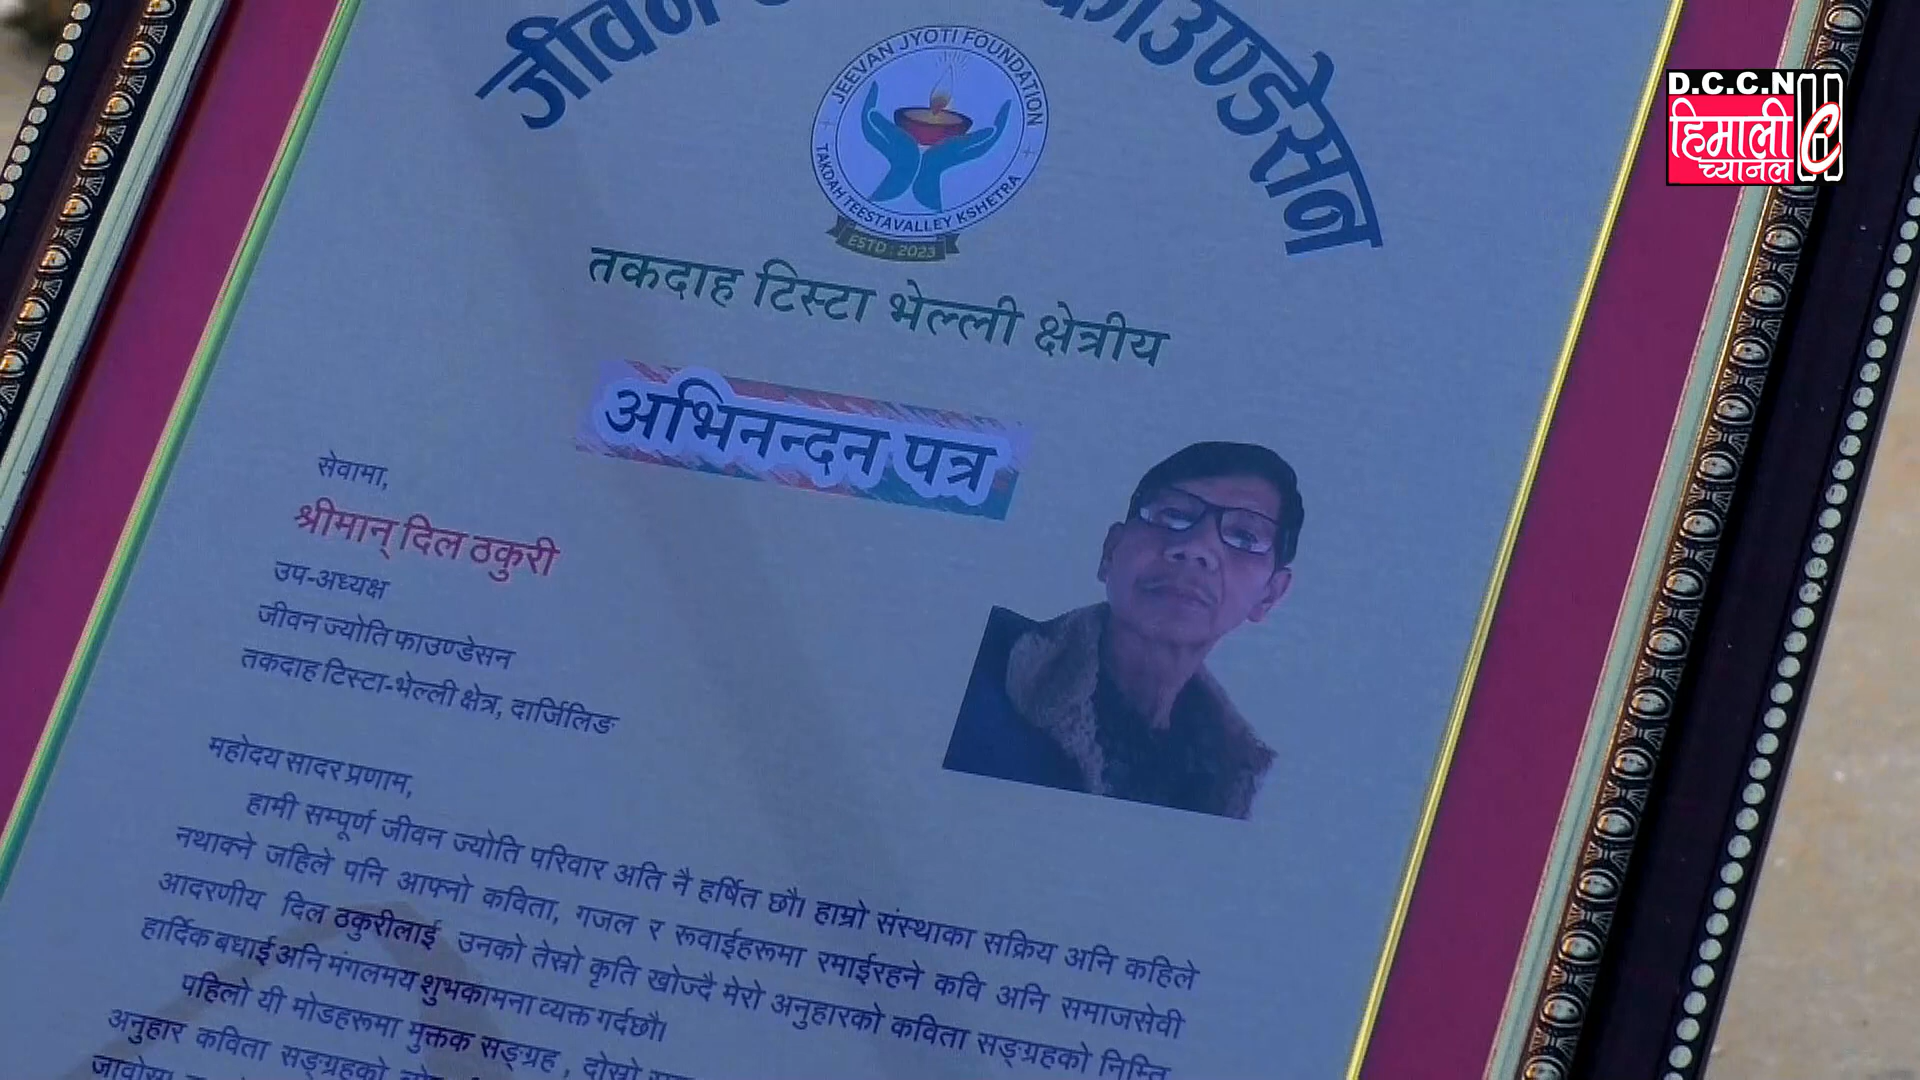 D.C.C.N
हिमाली
च्यानल
जीवन
फाउण्डेसन
JEEVAN JYOTI FOUNDATION
TAKDAH TEESTAVALLEY KSHETRA
ESTD : 2023
तकदाह टिस्टा भेल्ली क्षेत्रीय
अभिनन्दन पत्र
सेवामा,
श्रीमान् दिल ठकुरी
उप-अध्यक्ष
जीवन ज्योति फाउण्डेसन
तकदाह टिस्टा-भेल्ली क्षेत्र, दार्जिलिङ
महोदय सादर प्रणाम,
हामी सम्पूर्ण जीवन ज्योति परिवार अति नै हर्षित छौ। हाम्रो संस्थाका सक्रिय अनि कहिले
नथाक्ने जहिले पनि आफ्नो कविता, गजल र रूवाईहरूमा रमाईरहने कवि अनि समाजसेवी
आदरणीय दिल ठकुरीलाई उनको तेस्रो कृति खोज्दै मेरो अनुहारको कविता सङ्ग्रहको निम्ति
हार्दिक बधाई अनि मंगलमय शुभकामना व्यक्त गर्दछौ।
पहिलो यी मोडहरूमा मुक्तक सङ्ग्रह , दोस्रो
अनुहार कविता सङ्ग्रहको